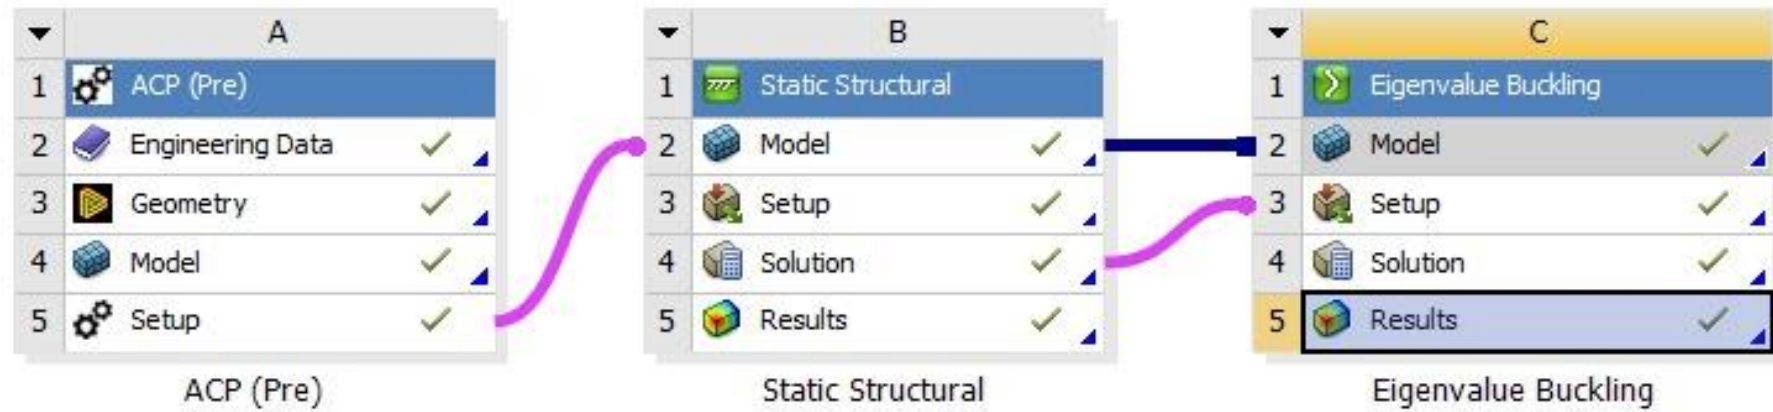 A
1 ACP (Pre)
2 Engineering Data
3 Geometry
4 Model
5 Setup
ACP (Pre)
B
1 Static Structural
2 Model
3 Setup
4 Solution
5 Results
Static Structural
C
1 Eigenvalue Buckling
2 Model
3 Setup
4 Solution
5 Results
Eigenvalue Buckling